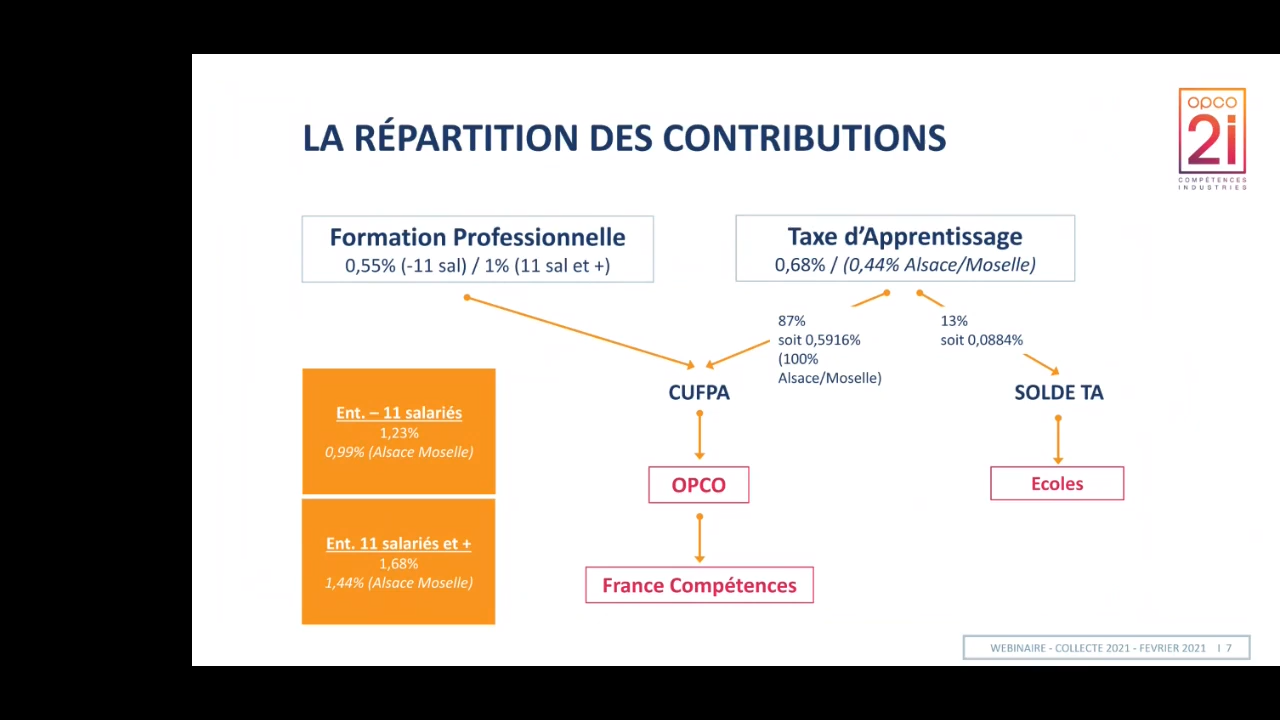 opco
2i
COMPÉTENCES
INDUSTRIES
LA RÉPARTITION DES CONTRIBUTIONS
Formation Professionnelle
0,55% (-11 sal) / 1% (11 sal et +)
Taxe d’Apprentissage
0,68% / (0,44% Alsace/Moselle)
87%
soit 0,5916%
(100%
Alsace/Moselle)
13%
soit 0,0884%
CUFPA
SOLDE TA
Ent. – 11 salariés
1,23%
0,99% (Alsace Moselle)
OPCO
Ecoles
Ent. 11 salariés et +
1,68%
1,44% (Alsace Moselle)
France Compétences
WEBINAIRE - COLLECTE 2021 - FEVRIER 2021 I 7